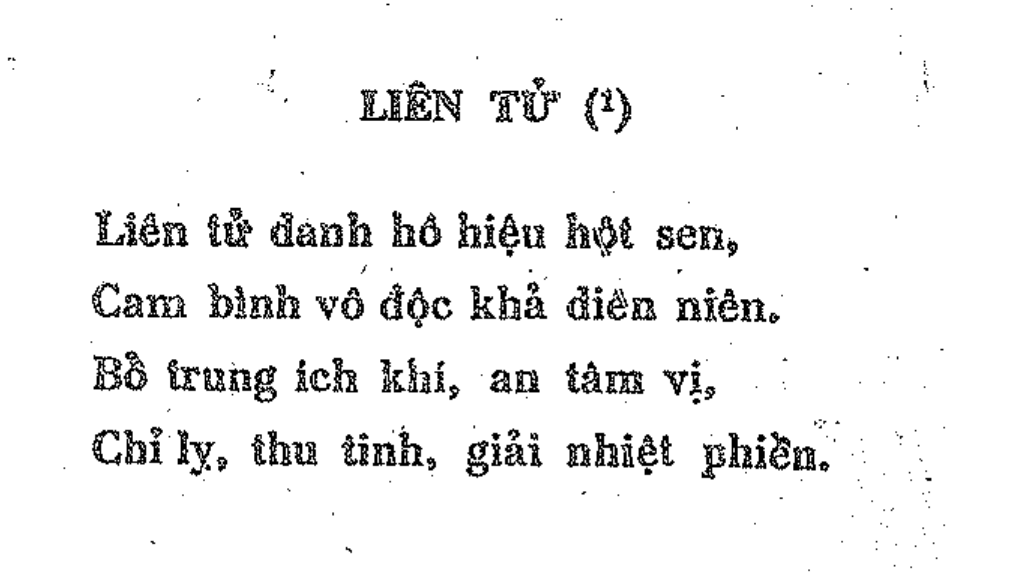 LIÊN TỬ (¹)
Liên tử danh hô hiệu hột sen,
Cam bình vô độc khả diên niên.
Bổ trung ích khí, an tâm vị,
Chỉ lỵ, thu tinh, giải nhiệt phiền.